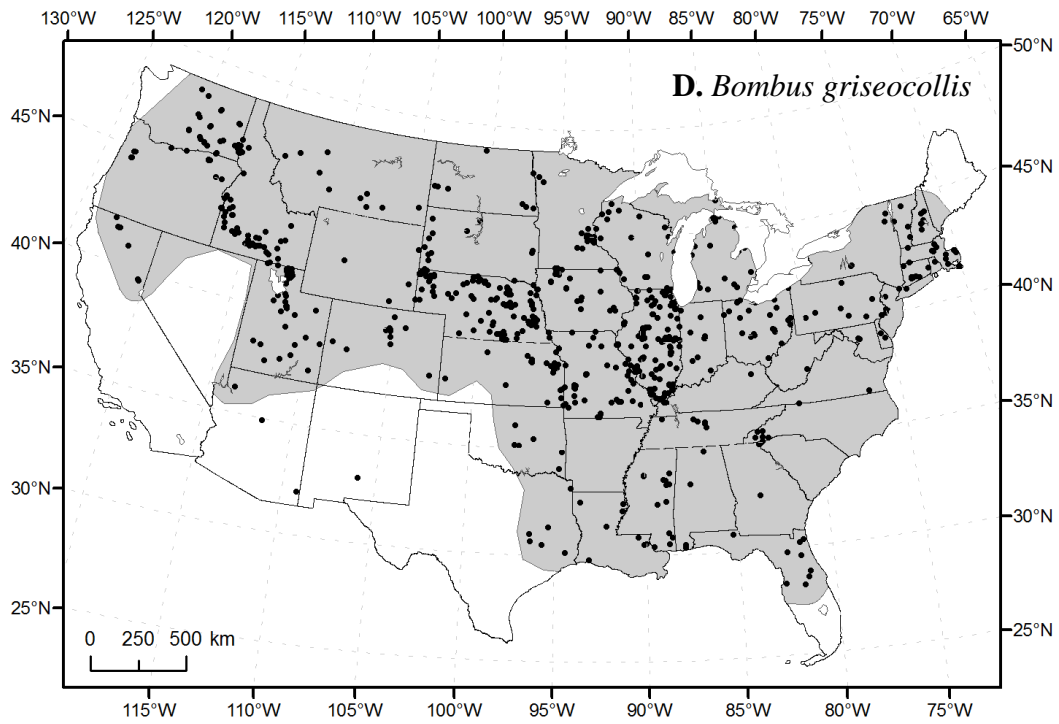 130°W 125°W 120°W 115°W 110°W 105°W 100°W 95°W 90°W 85°W 80°W 75°W 70°W 65°W
50°N
D. Bombus griseocollis
45°N 45°N
40°N 40°N
35°N 35°N
30°N 30°N
25°N 25°N
0 250 500 km
115°W 110°W 105°W 100°W 95°W 90°W 85°W 80°W 75°W